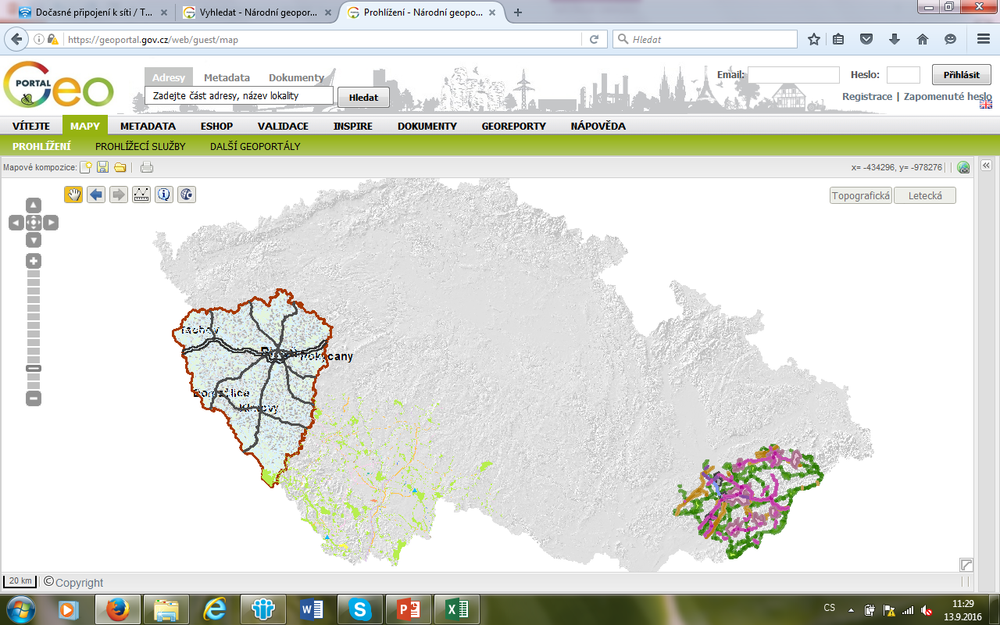 Dočasné připojení k síti / T...
Vyhledat - Národní geopor...
Prohlížení - Národní geopo...
https://geoportal.gov.cz/web/guest/map
Hledat
PORTAL
Geo
Adresy Metadata Dokumenty
Zadejte část adresy, název lokality
Hledat
Email:
Heslo:
Přihlásit
Registrace | Zapomenuté heslo
VÍTEJTE MAPY METADATA ESHOP VALIDACE INSPIRE DOKUMENTY GEOREPORTY NÁPOVĚDA
PROHLÍŽENÍ PROHLÍŽECÍ SLUŽBY DALŠÍ GEOPORTÁLY
Mapové kompozice:
x= -434296, y= -978276
Topografická
Letecká
Tachov
Rokycany
Klatovy
20 km
© Copyright
CS
11:29
13.9.2016